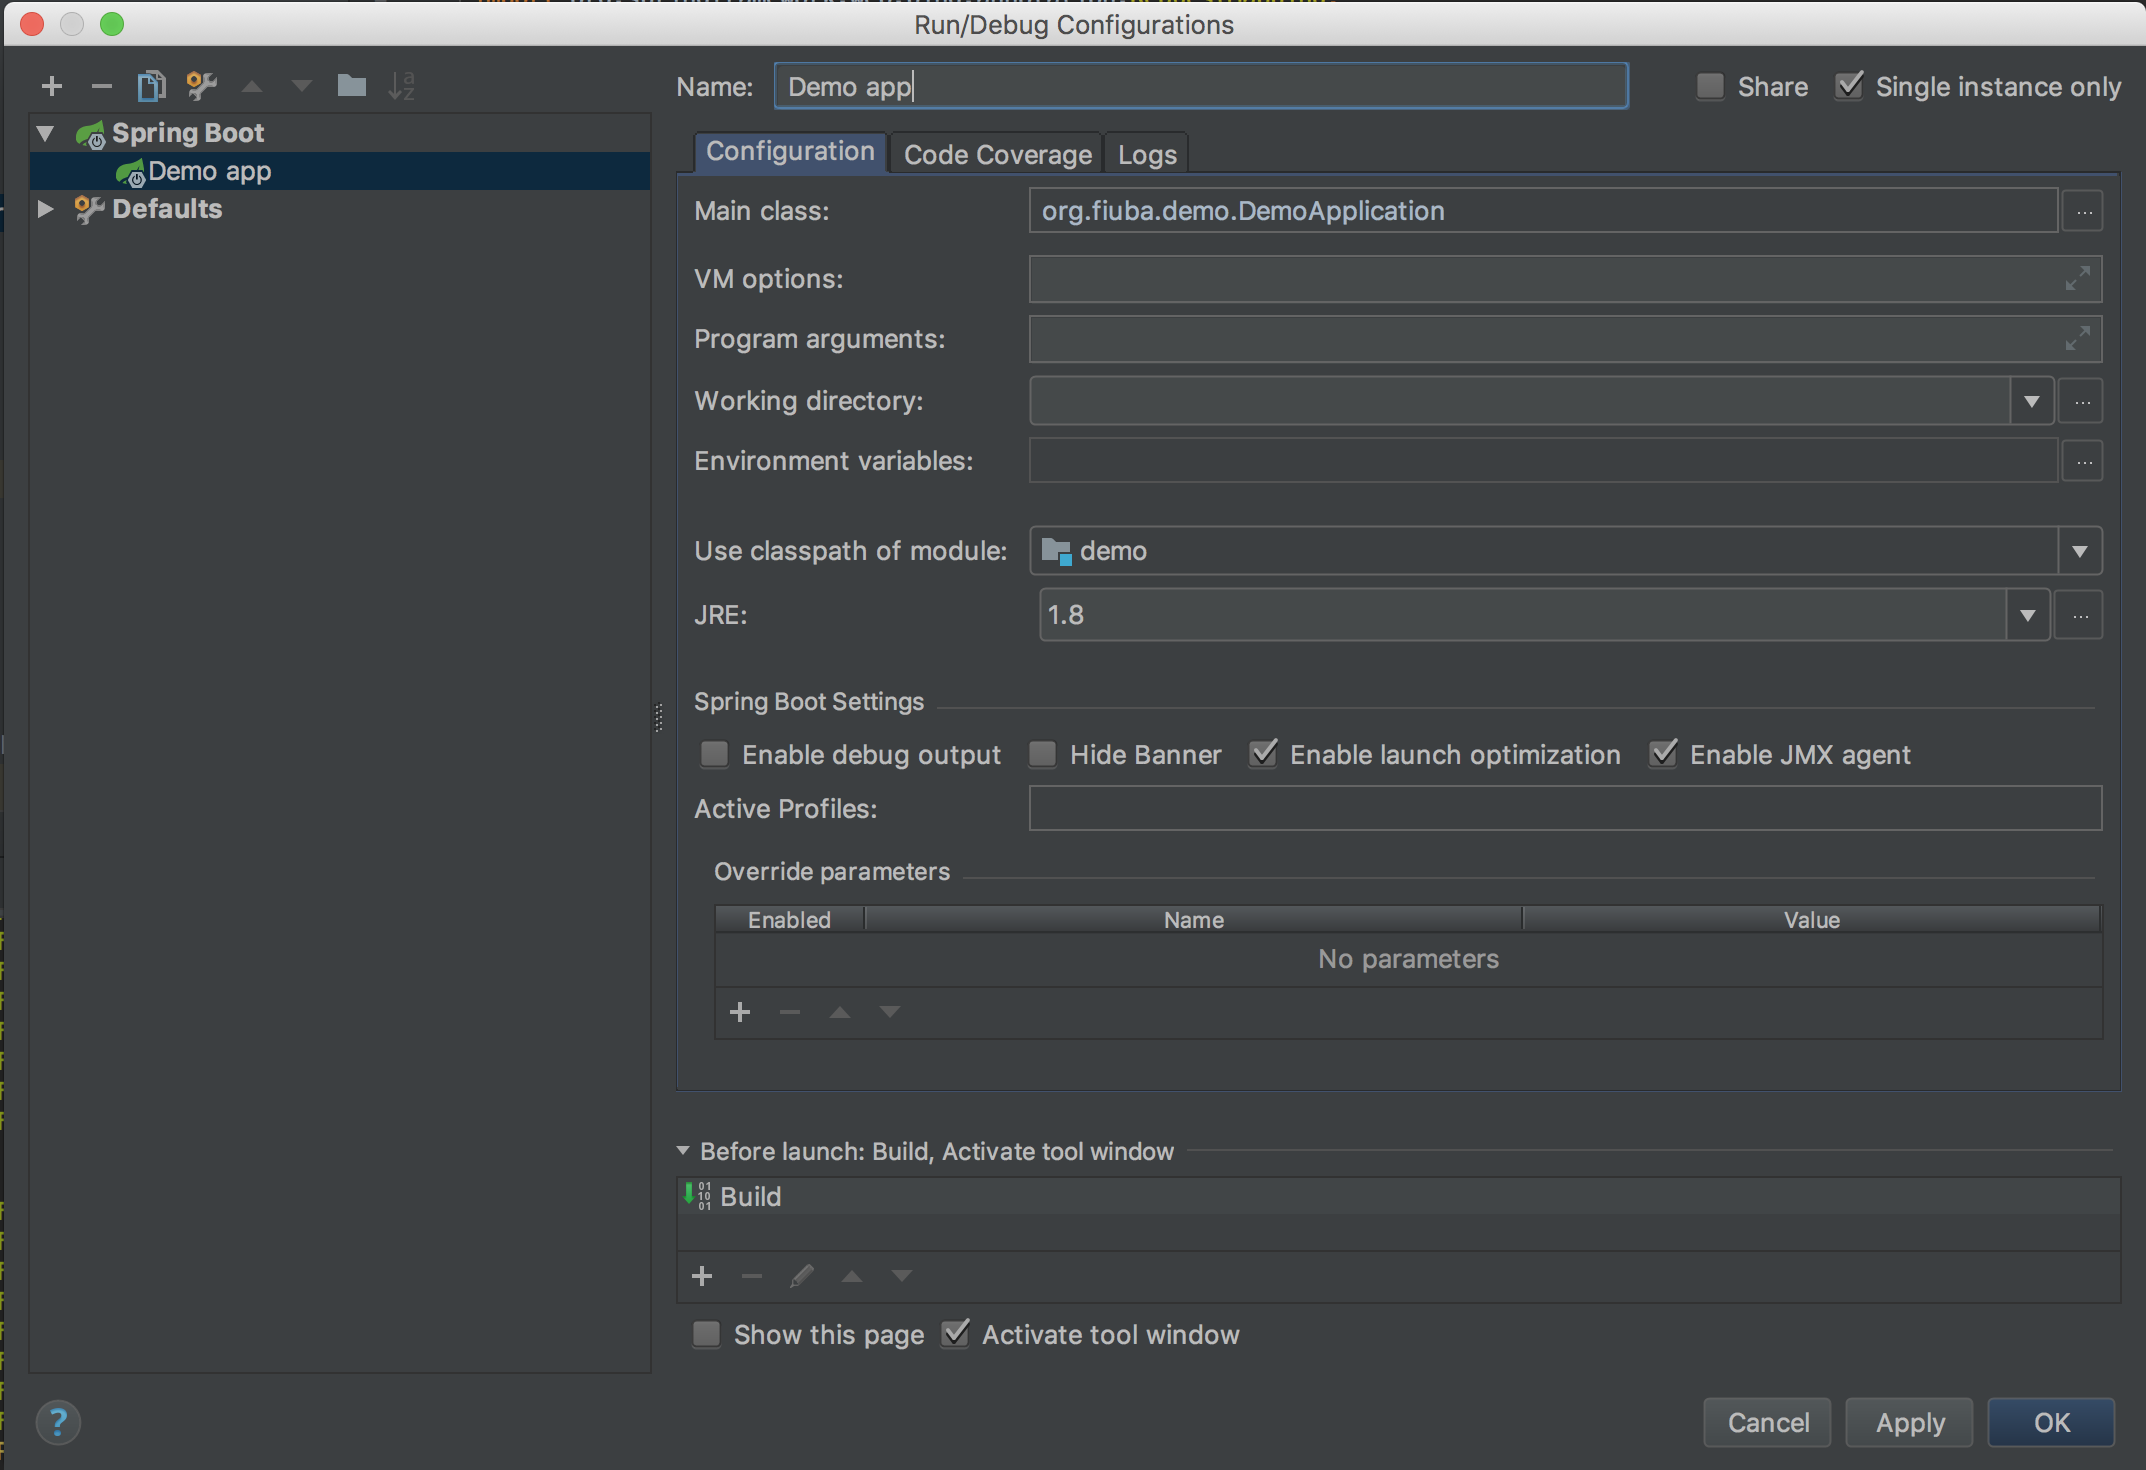 Run/Debug Configurations
Name: Demo app Share Single instance only
Spring Boot
Demo app
Defaults
Configuration Code Coverage Logs
Main class: org.fiuba.demo.DemoApplication ...
VM options:
Program arguments:
Working directory: ...
Environment variables: ...
Use classpath of module: demo
JRE: 1.8 ...
Spring Boot Settings
Enable debug output Hide Banner Enable launch optimization Enable JMX agent
Active Profiles:
Override parameters
Enabled Name Value
No parameters
Before launch: Build, Activate tool window
Build
Show this page Activate tool window
? Cancel Apply OK